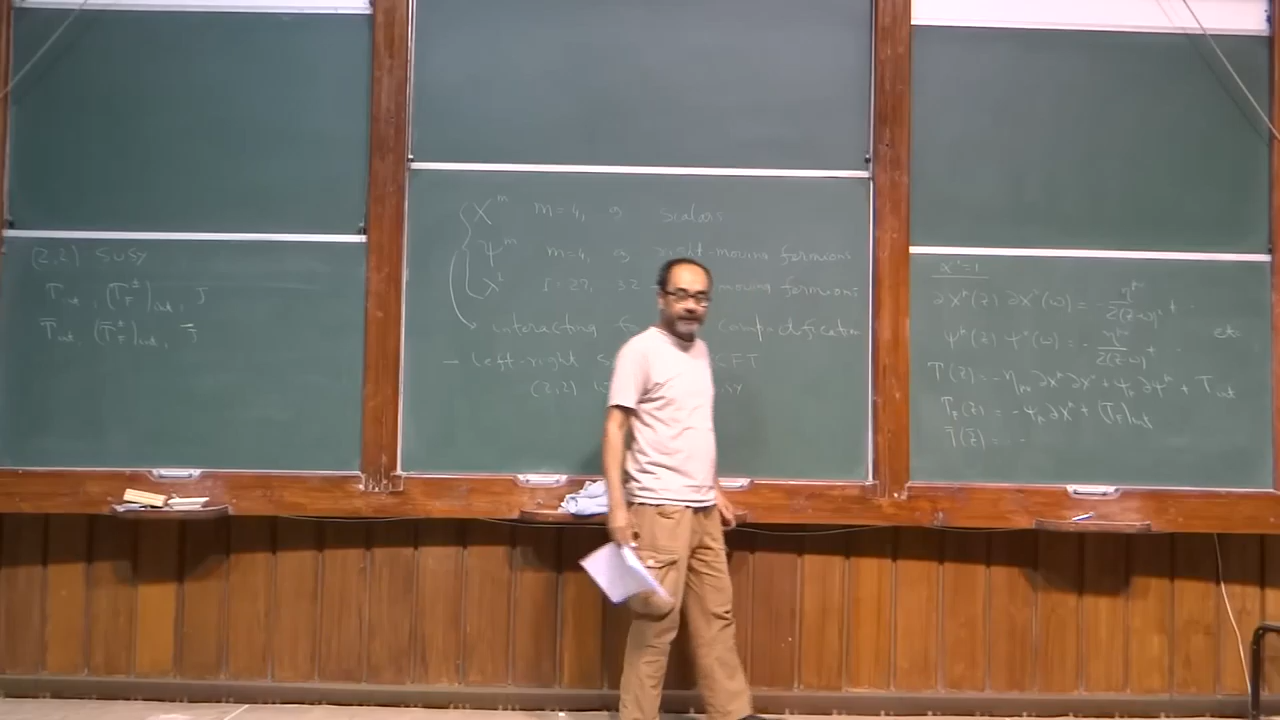 (2,2) SUSY
T_int, (T_F^±)_int, J
T̄_int, (T̄_F^±)_int, J̄
X^m m=4, 9 scalars
ψ^m m=4, 9 right-moving fermions
32 moving fermions
interacting compactification
- left-right CFT
(2,2)
α'=1
∂X^μ(z) ∂X^ν(w) = - η^μν / 2(z-w)² + ..
ψ^μ(z) ψ^ν(w) = - η^μν / 2(z-w) + .. etc
T(z) = -η_μν ∂X^μ ∂X^ν + ψ_μ ∂ψ^μ + T_int
T_F(z) = -ψ_μ ∂X^μ + (T_F)_int
T̄(z̄) = - -